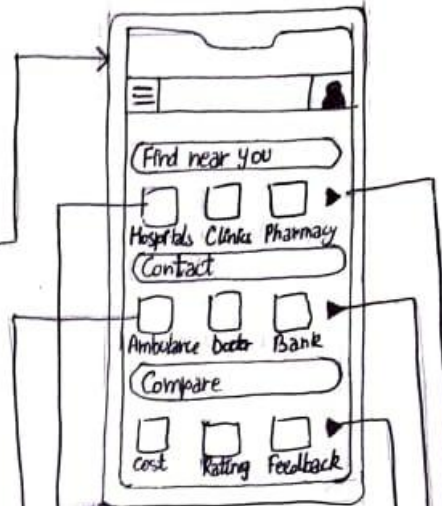 Find near you
Hospitals Clinics Pharmacy
Contact
Ambulance Doctor Bank
Compare
Cost Rating Feedback